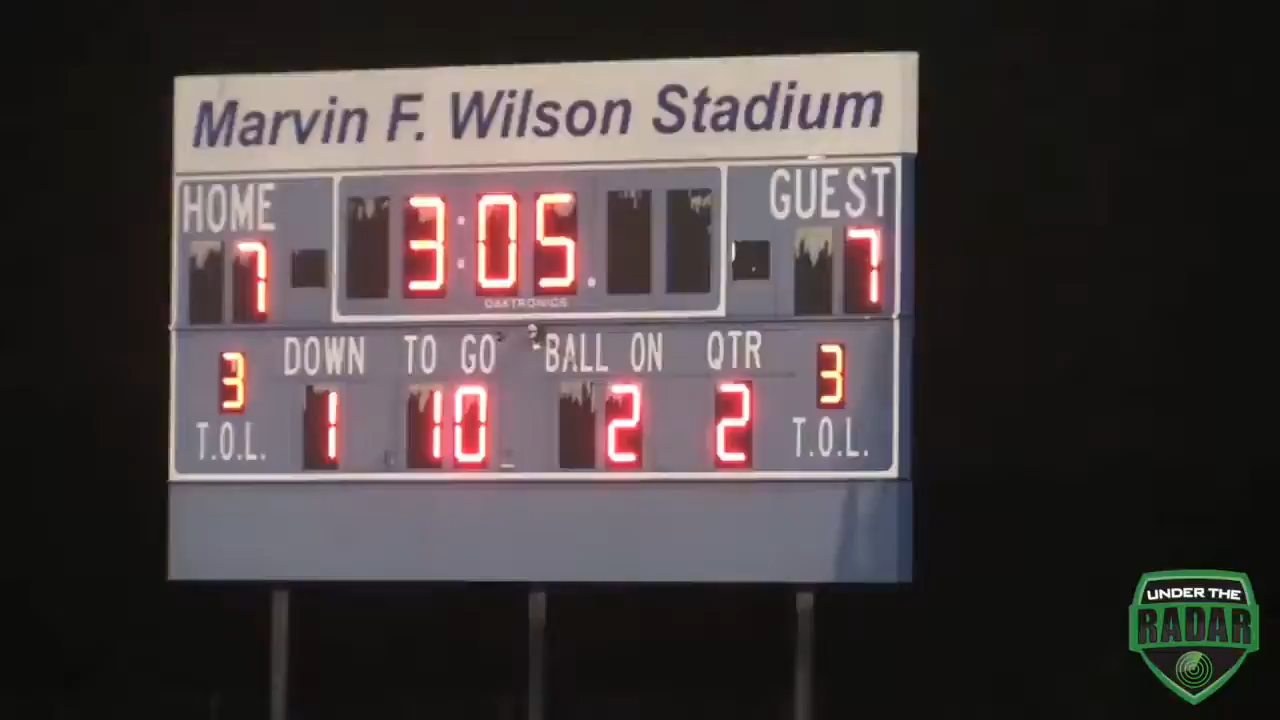 Marvin F. Wilson Stadium
HOME 3:05. GUEST
7 7
DAKTRONICS
DOWN TO GO BALL ON QTR
3 1 10 2 2 3
T.O.L. T.O.L.
UNDER THE
RADAR